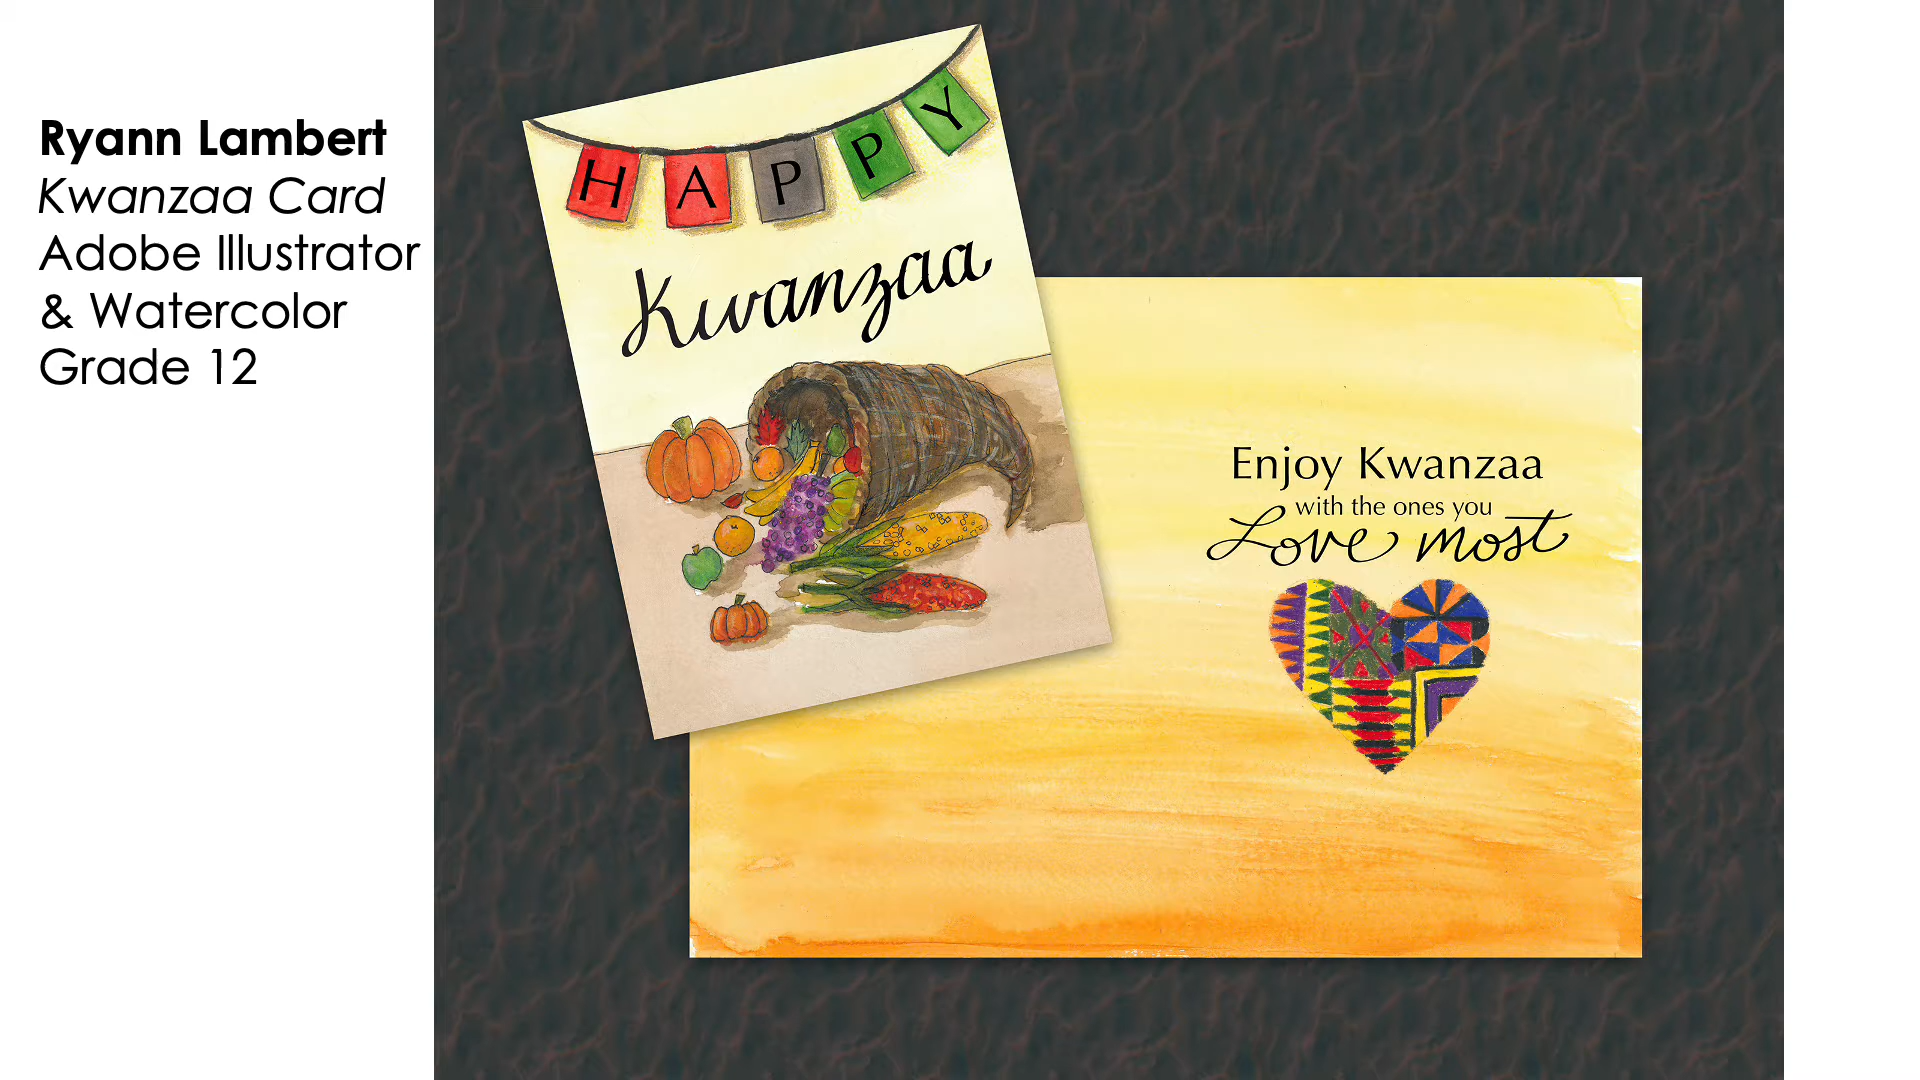 Ryann Lambert
Kwanzaa Card
Adobe Illustrator
& Watercolor
Grade 12
HAPPY
Kwanzaa
Enjoy Kwanzaa
with the ones you
Love most